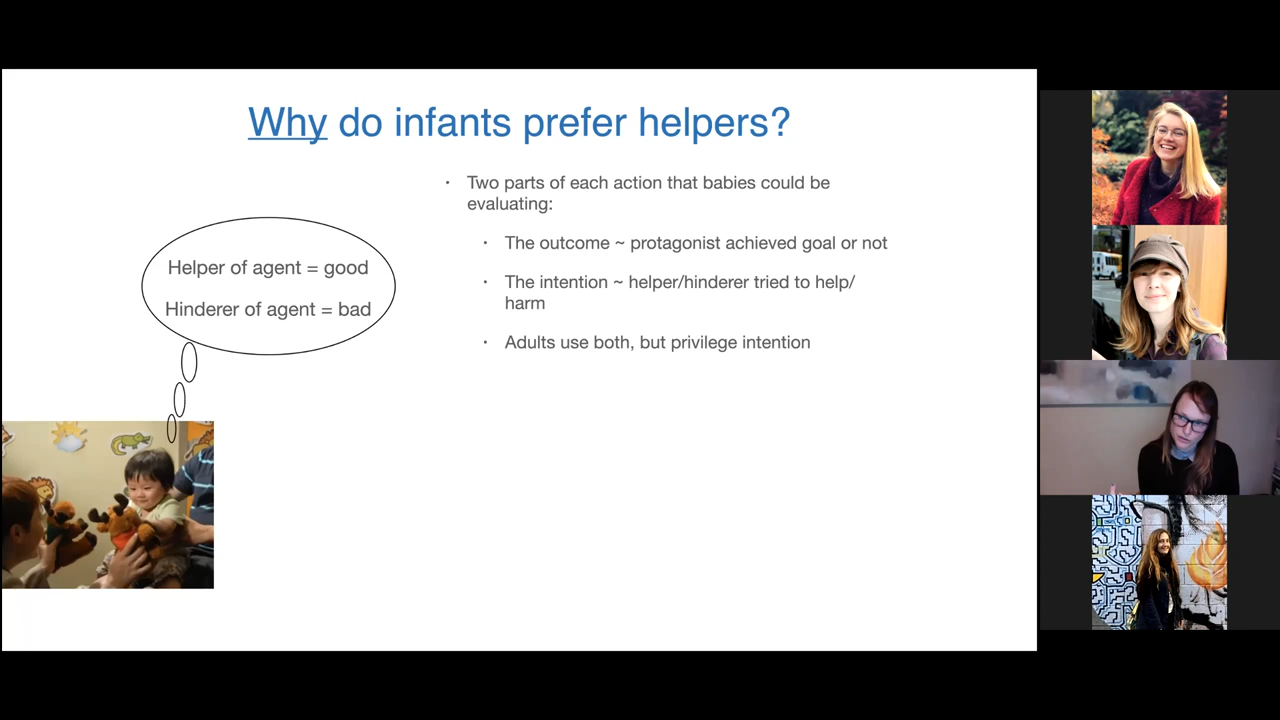 Why do infants prefer helpers?
· Two parts of each action that babies could be
evaluating:
· The outcome ~ protagonist achieved goal or not
· The intention ~ helper/hinderer tried to help/
harm
· Adults use both, but privilege intention
Helper of agent = good
Hinderer of agent = bad